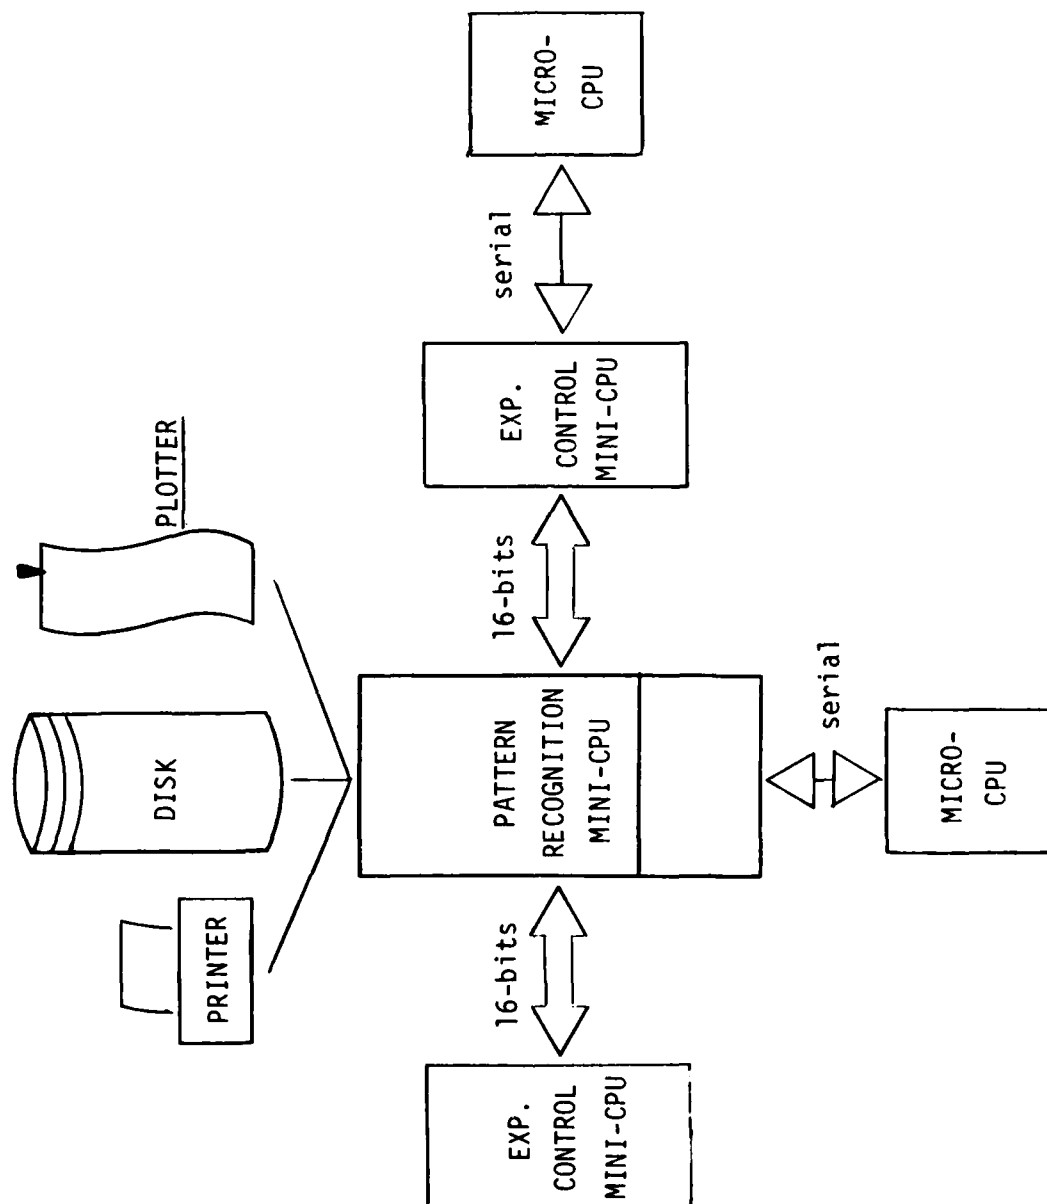 PRINTER
DISK
PLOTTER
EXP.
CONTROL
MINI-CPU
16-bits
PATTERN
RECOGNITION
MINI-CPU
16-bits
EXP.
CONTROL
MINI-CPU
serial
MICRO-
CPU
serial
MICRO-
CPU